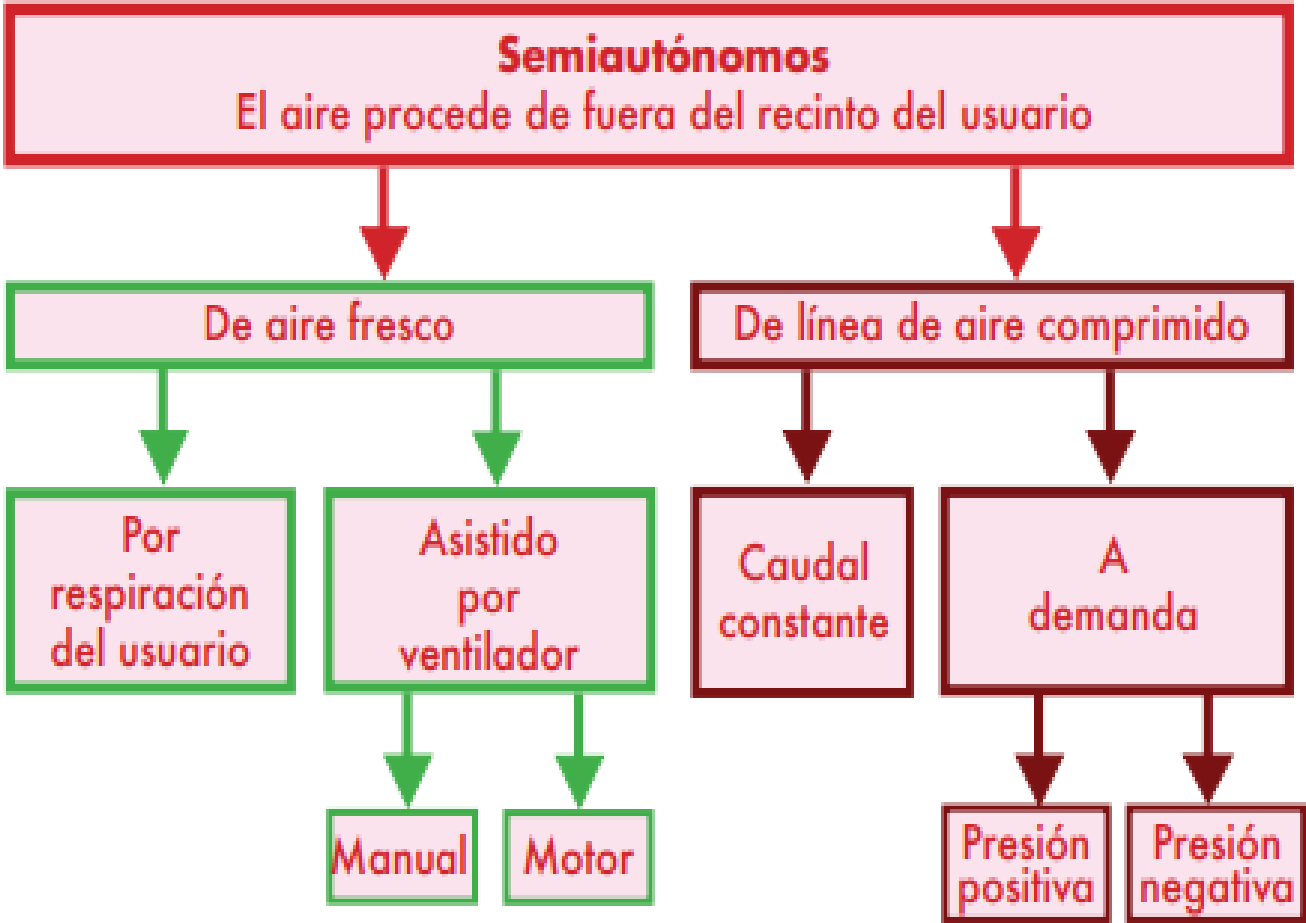 Semiautónomos
El aire procede de fuera del recinto del usuario
De aire fresco
De línea de aire comprimido
Por
respiración
del usuario
Asistido
por
ventilador
Caudal
constante
A
demanda
Manual
Motor
Presión
positiva
Presión
negativa